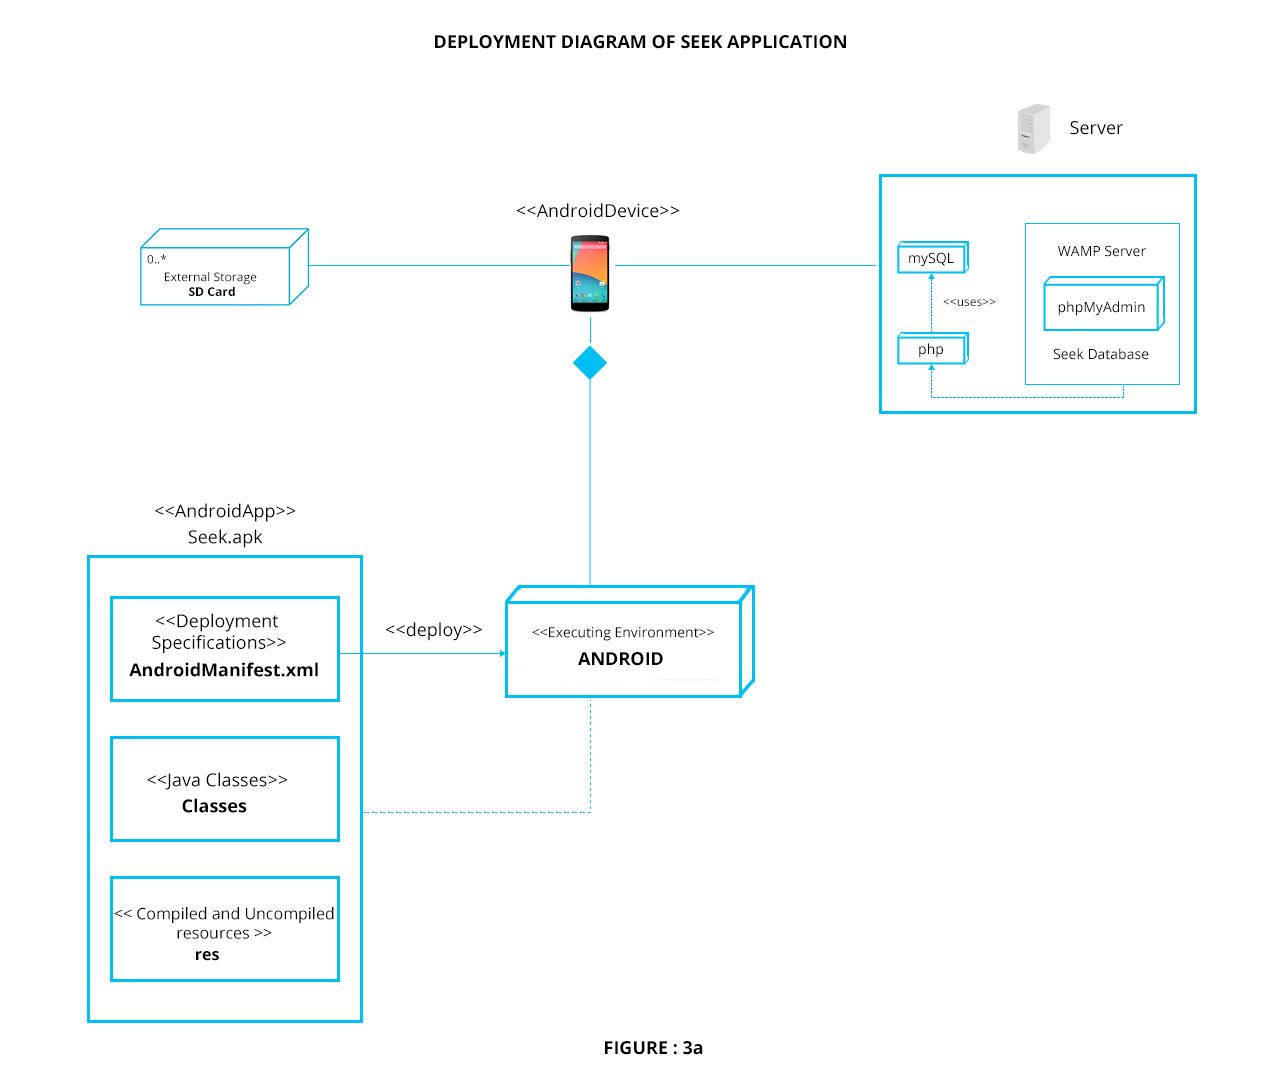 DEPLOYMENT DIAGRAM OF SEEK APPLICATION
Server
<<AndroidDevice>>
0..*
External Storage
SD Card
mySQL
<<uses>>
php
WAMP Server
phpMyAdmin
Seek Database
<<AndroidApp>>
Seek.apk
<<Deployment
Specifications>>
AndroidManifest.xml
<<deploy>>
<<Executing Environment>>
ANDROID
<<Java Classes>>
Classes
<< Compiled and Uncompiled
resources >>
res
FIGURE : 3a